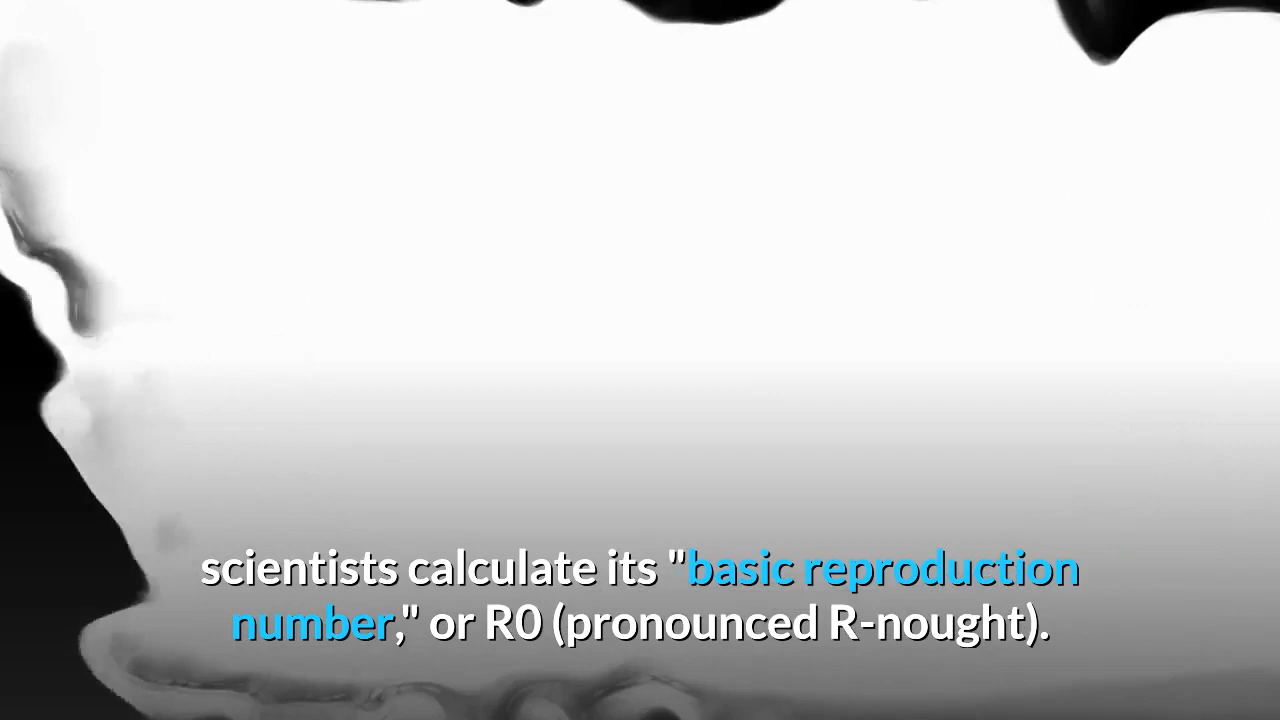 scientists calculate its "basic reproduction
number," or R0 (pronounced R-nought).